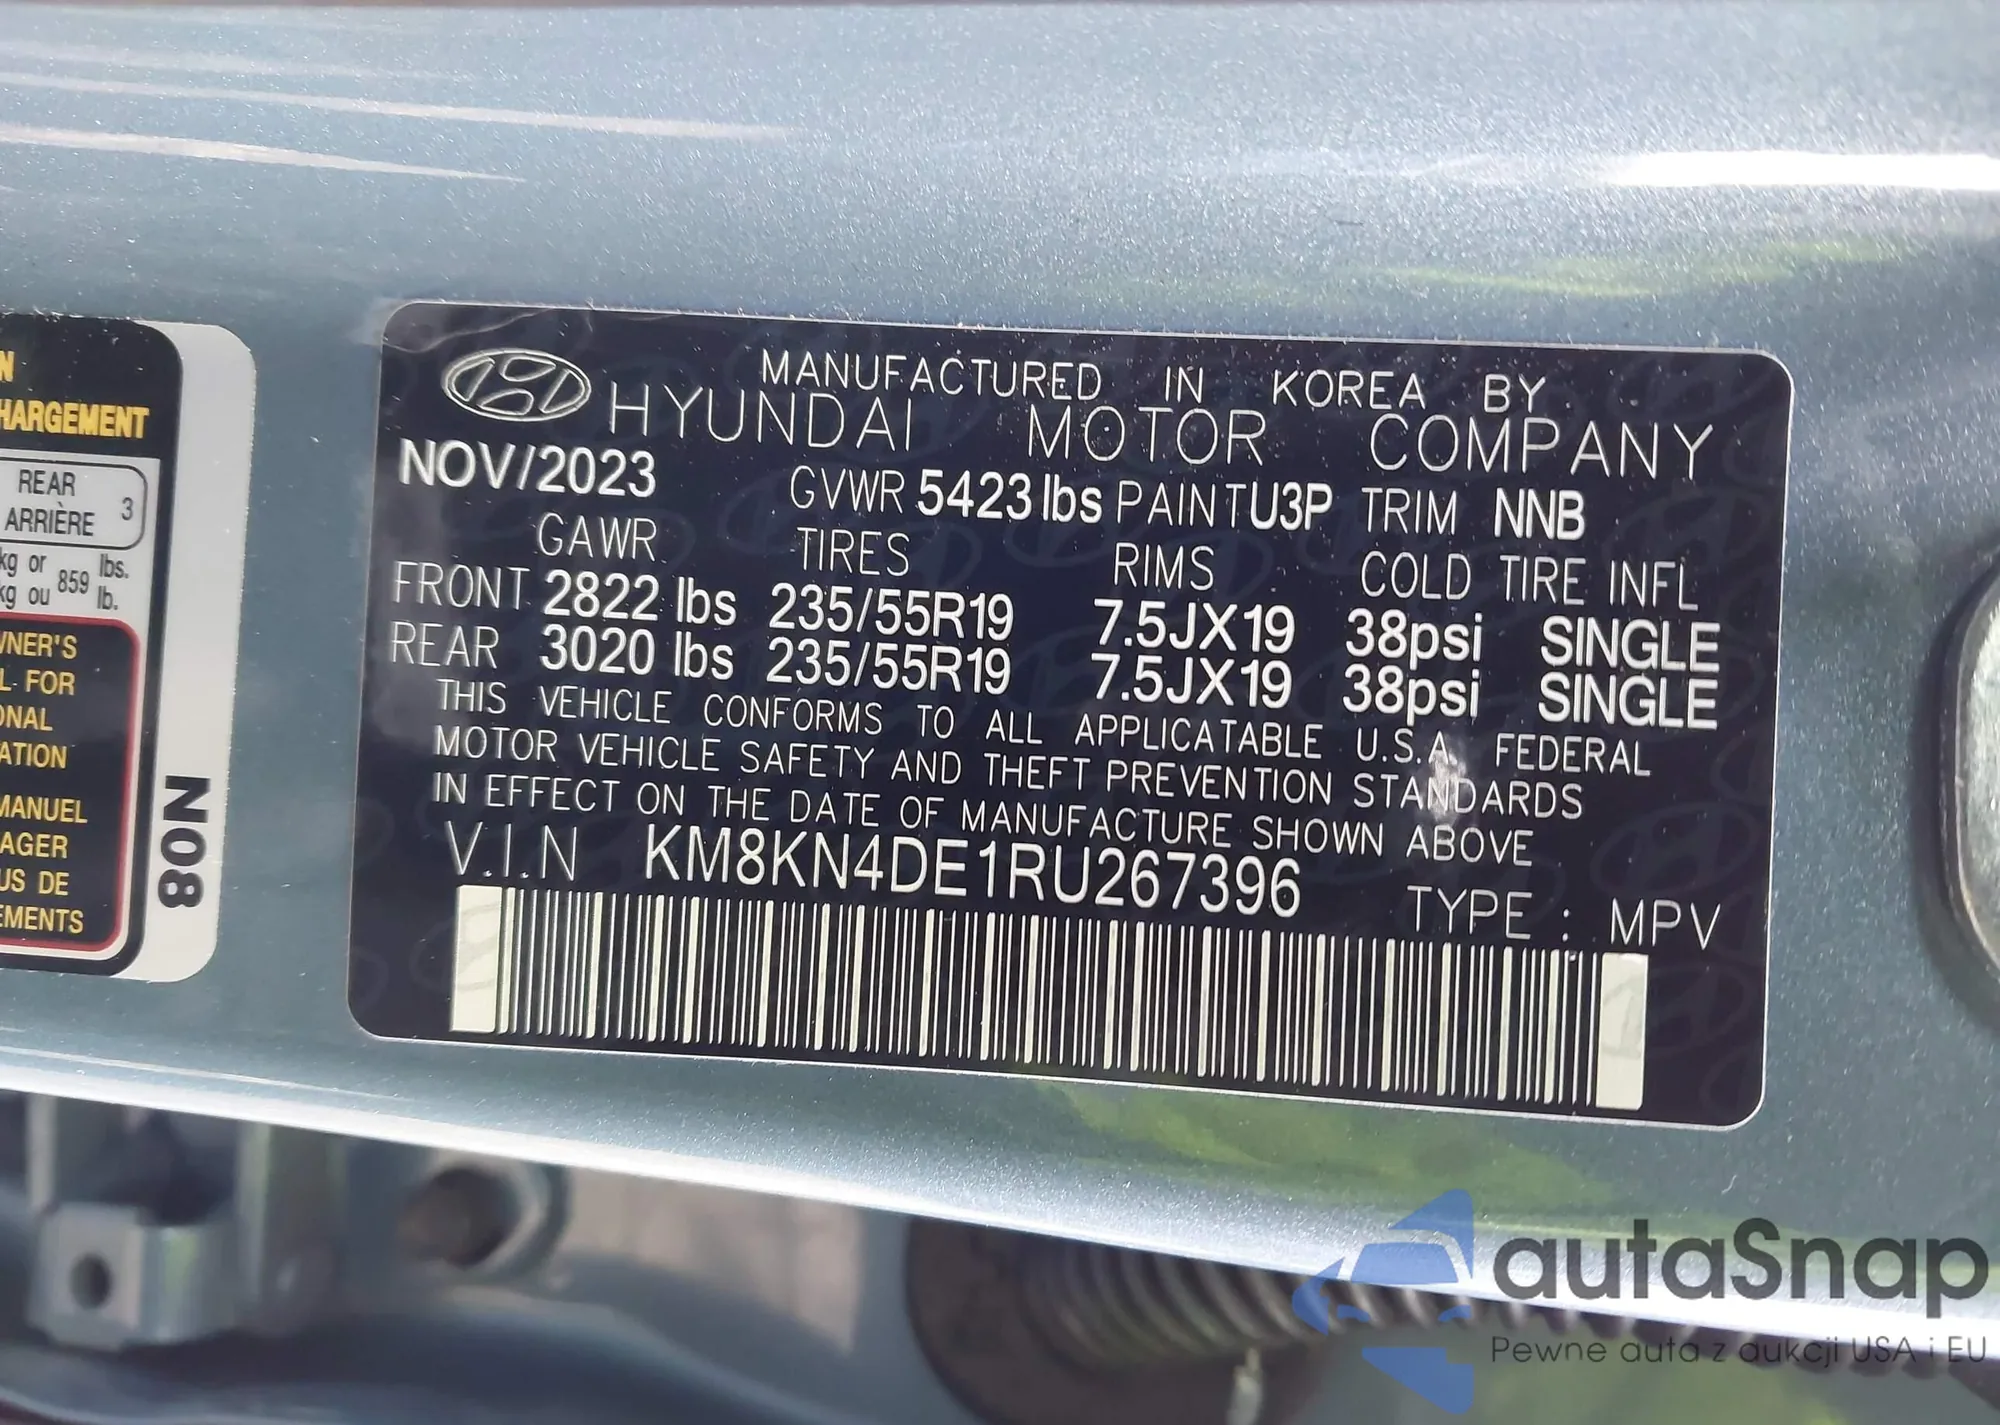 N
HARGEMENT
REAR
ARRIÈRE
3
kg or
kg ou
859
lbs.
lb.
WNER'S
L FOR
ONAL
ATION
MANUEL
AGER
US DE
EMENTS
N08
MANUFACTURED IN KOREA BY
HYUNDAI MOTOR COMPANY
NOV/2023 GVWR 5423 lbs PAINT U3P TRIM NNB
GAWR TIRES RIMS COLD TIRE INFL
FRONT 2822 lbs 235/55R19 7.5JX19 38psi SINGLE
REAR 3020 lbs 235/55R19 7.5JX19 38psi SINGLE
THIS VEHICLE CONFORMS TO ALL APPLICATABLE U.S.A. FEDERAL
MOTOR VEHICLE SAFETY AND THEFT PREVENTION STANDARDS
IN EFFECT ON THE DATE OF MANUFACTURE SHOWN ABOVE
V.I.N KM8KN4DE1RU267396 TYPE : MPV
autaSnap
Pewne auta z aukcji USA i EU